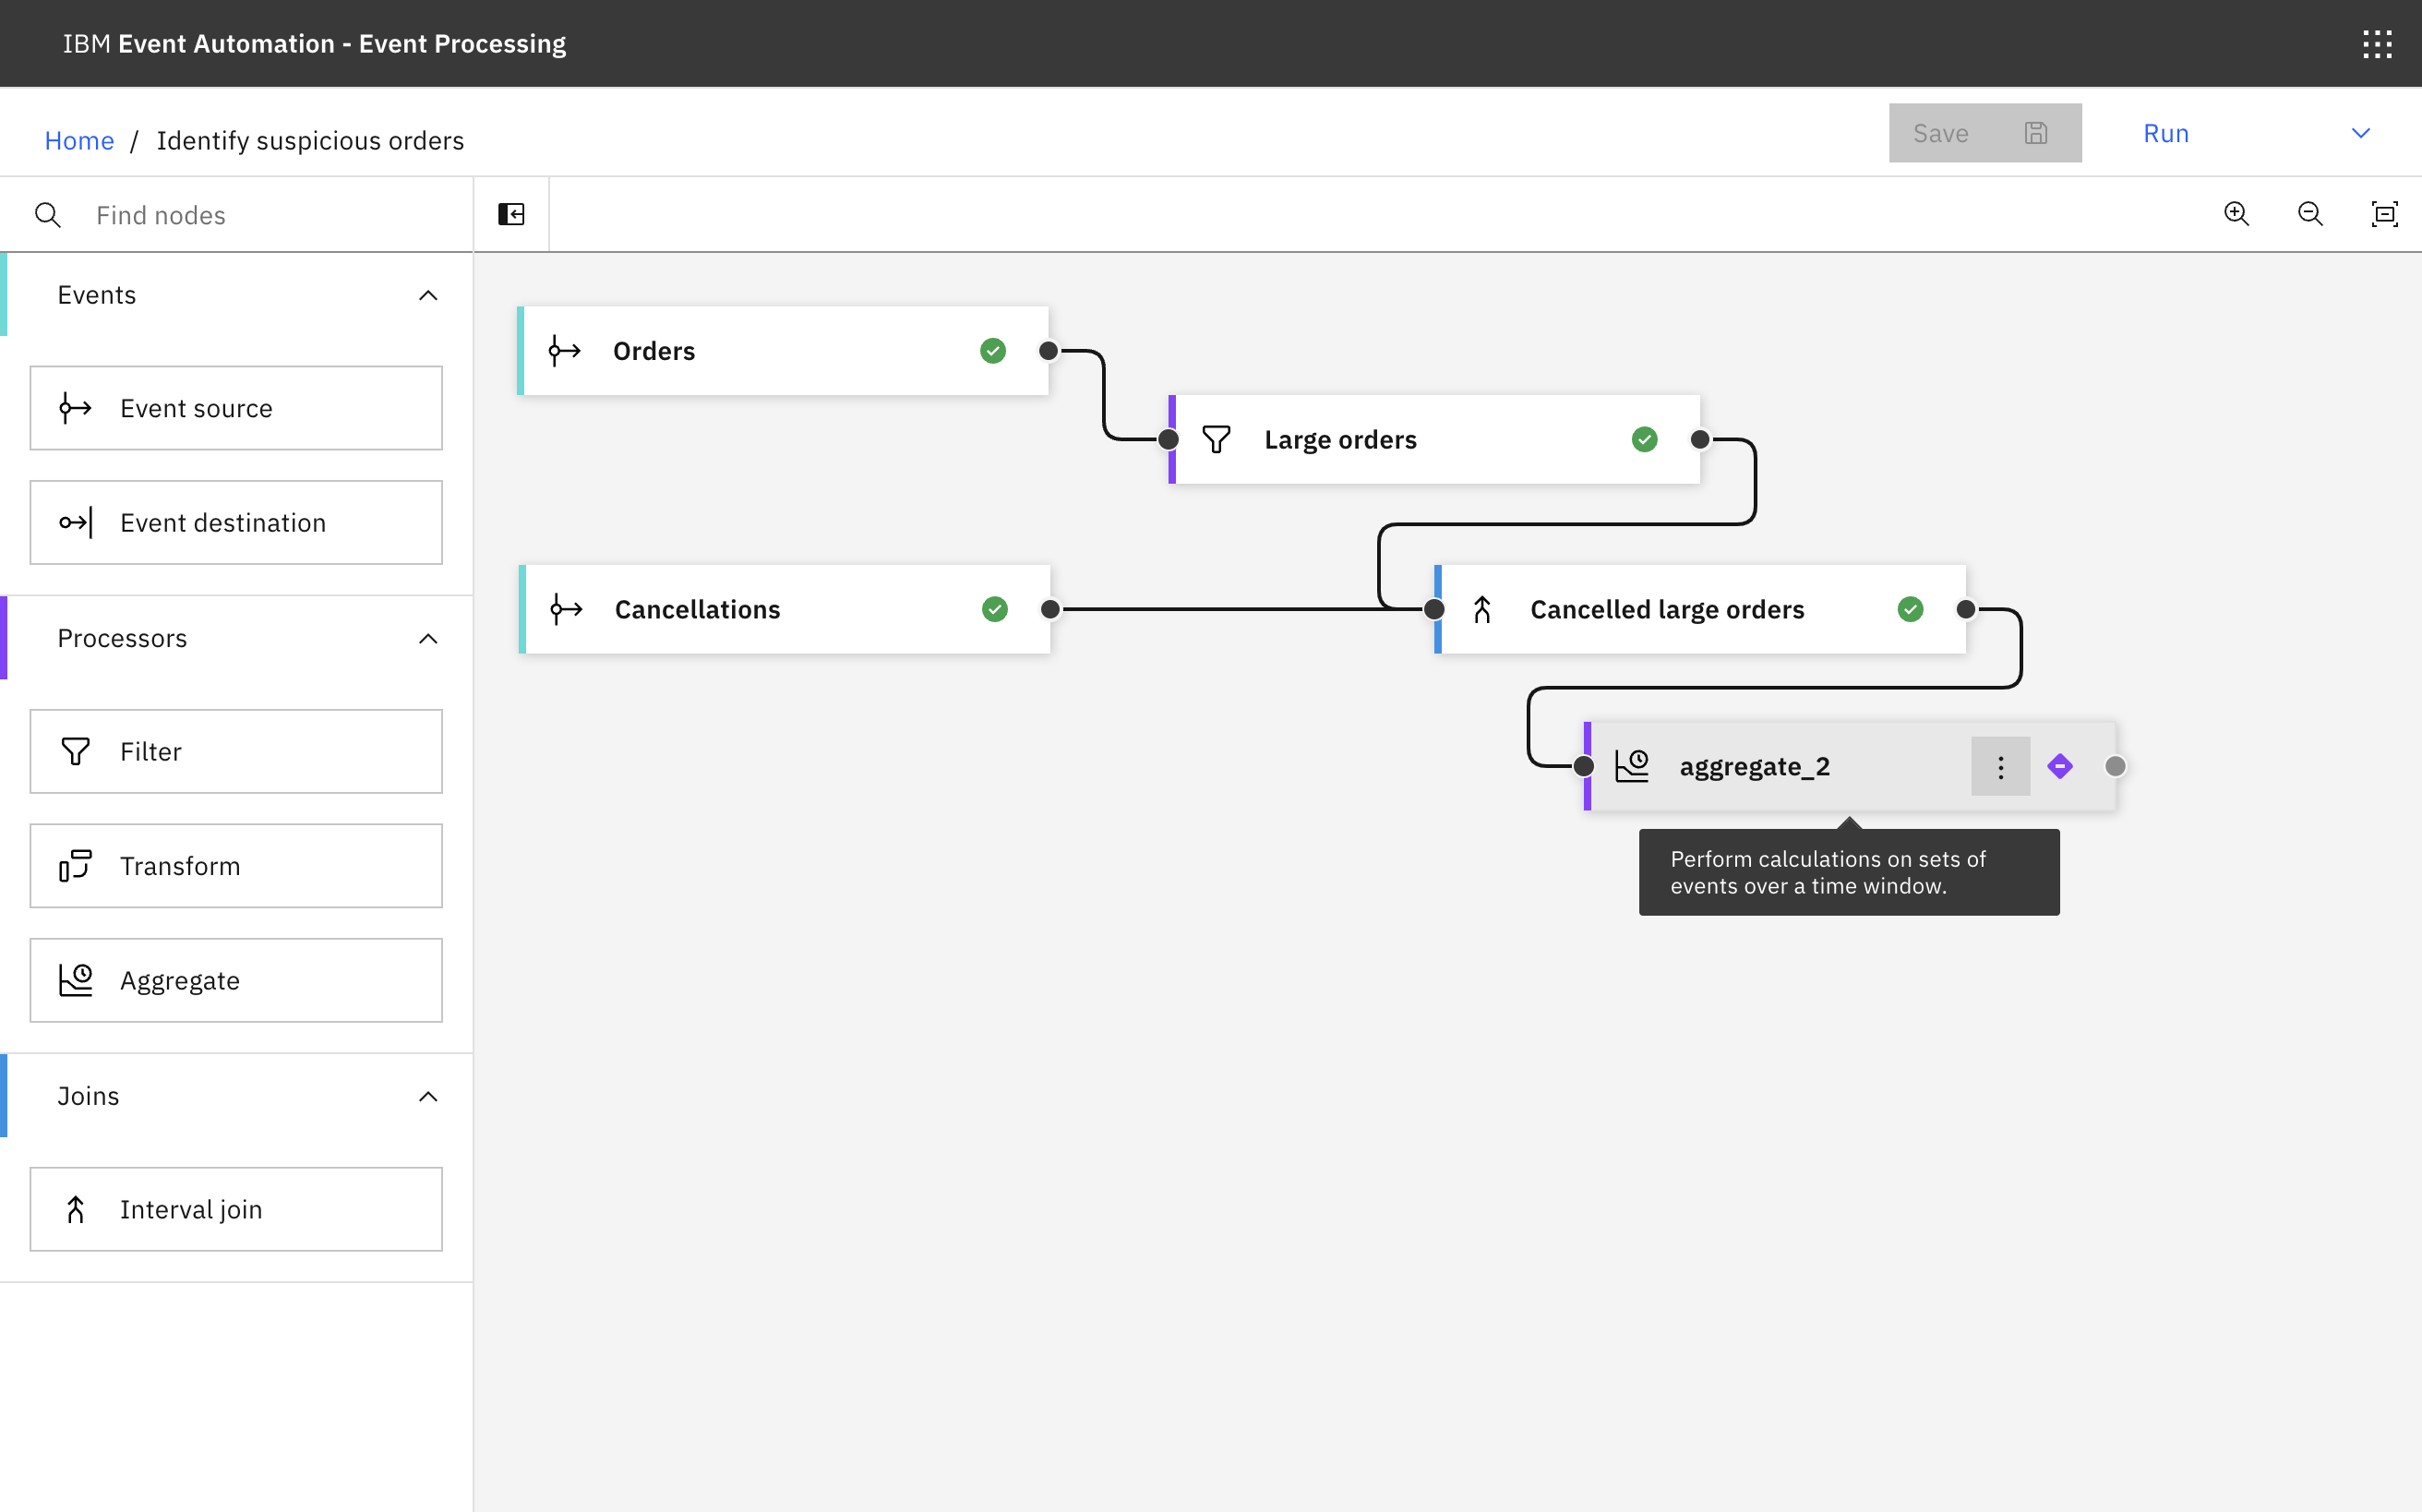 IBM Event Automation - Event Processing
Home / Identify suspicious orders
Save
Run
Find nodes
Events
Event source
Event destination
Processors
Filter
Transform
Aggregate
Joins
Interval join
Orders
Large orders
Cancellations
Cancelled large orders
aggregate_2
Perform calculations on sets of
events over a time window.